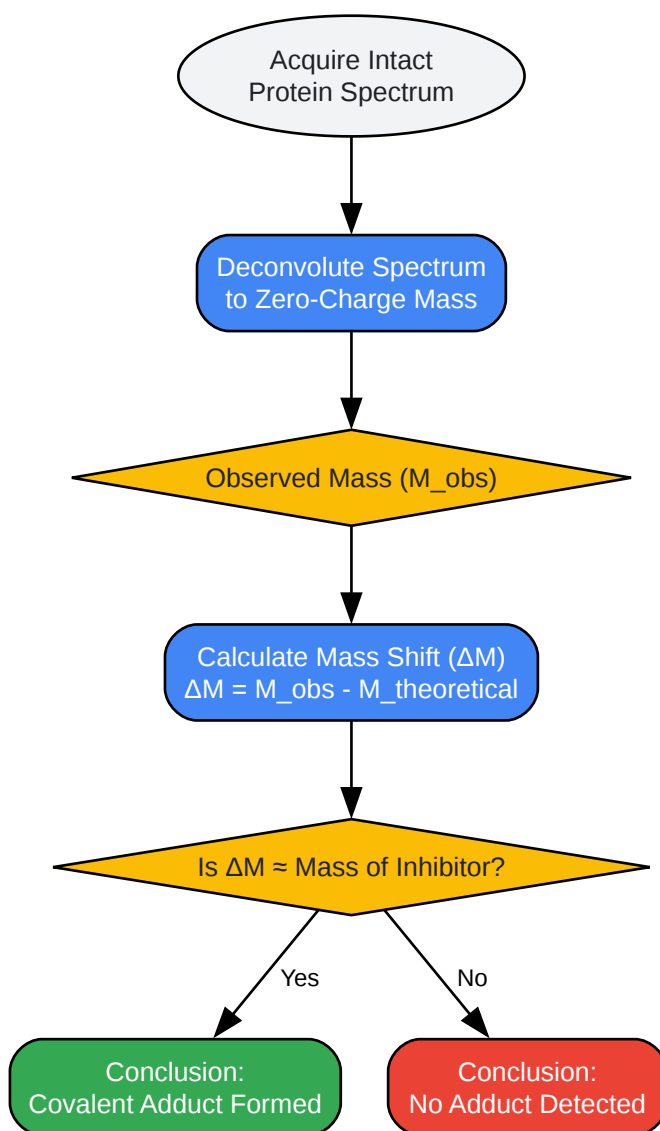 Acquire Intact
Protein Spectrum
Deconvolute Spectrum
to Zero-Charge Mass
Observed Mass (M_obs)
Calculate Mass Shift (ΔM)
ΔM = M_obs - M_theoretical
Is ΔM ≈ Mass of Inhibitor?
Yes
No
Conclusion:
Covalent Adduct Formed
Conclusion:
No Adduct Detected